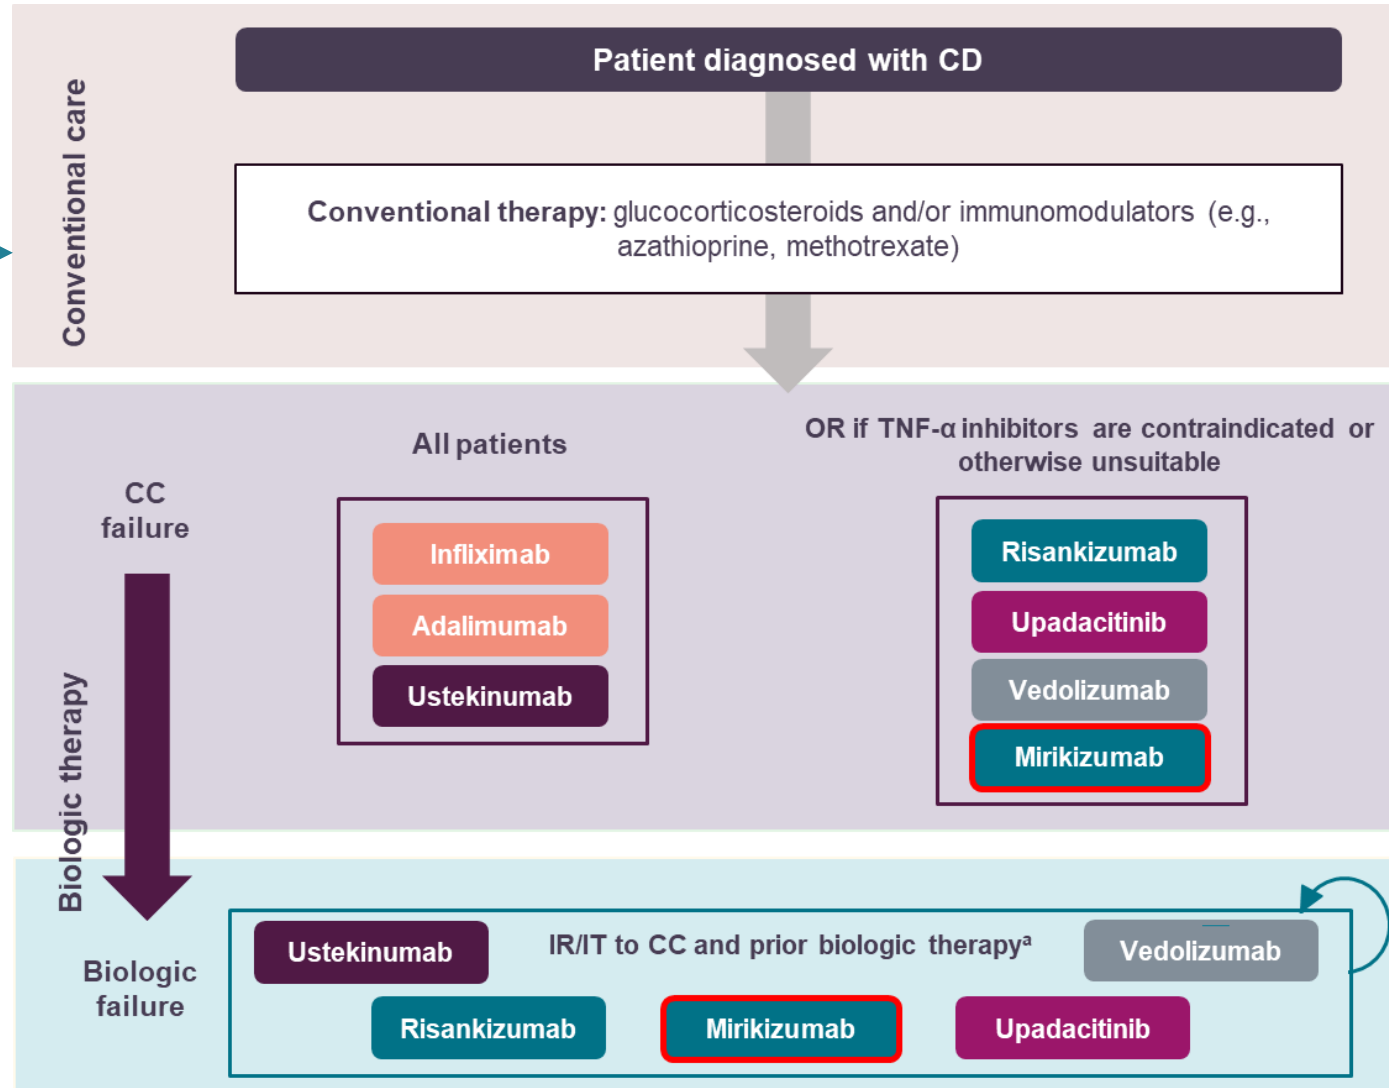 Conventional care
Patient diagnosed with CD
Conventional therapy: glucocorticosteroids and/or immunomodulators (e.g.,
azathioprine, methotrexate)
Biologic therapy
CC
failure
All patients
Infliximab
Adalimumab
Ustekinumab
OR if TNF-α inhibitors are contraindicated or
otherwise unsuitable
Risankizumab
Upadacitinib
Vedolizumab
Mirikizumab
Biologic
failure
Ustekinumab
IR/IT to CC and prior biologic therapyᵃ
Vedolizumab
Risankizumab
Mirikizumab
Upadacitinib